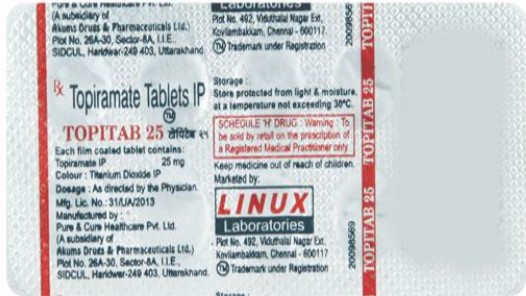 Pure & Cure Healthcare Pvt. Ltd.
(A subsidiary of
Akums Drugs & Pharmaceuticals Ltd.)
Plot No. 26A-30, Sector-8A, I.I.E.,
SIDCUL, Haridwar-249 403, Uttarakhand.
Rx Topiramate Tablets IP
TM
TOPITAB 25 टोपिटैब २५
Each film coated tablet contains:
Topiramate IP 25 mg
Colour : Titanium Dioxide IP
Dosage : As directed by the Physician.
Mfg. Lic. No.: 31/UA/2013
Manufactured by :
Pure & Cure Healthcare Pvt. Ltd.
(A subsidiary of
Akums Drugs & Pharmaceuticals Ltd.)
Plot No. 26A-30, Sector-8A, I.I.E.,
SIDCUL, Haridwar-249 403, Uttarakhand.
Laboratories
Plot No. 492, Viduthalai Nagar Ext,
Kovilambakkam, Chennai - 600117.
TM Trademark under Registration
Storage :
Store protected from light & moisture,
at a temperature not exceeding 30°C.
SCHEDULE 'H' DRUG : Warning : To
be sold by retail on the prescription of
a Registered Medical Practitioner only.
Keep medicine out of reach of children.
Marketed by:
LINUX
Laboratories
Plot No. 492, Viduthalai Nagar Ext,
Kovilambakkam, Chennai - 600117
TM Trademark under Registration
Storage :
20098569
20098569
TOPITAB 25
TOPITAB 25